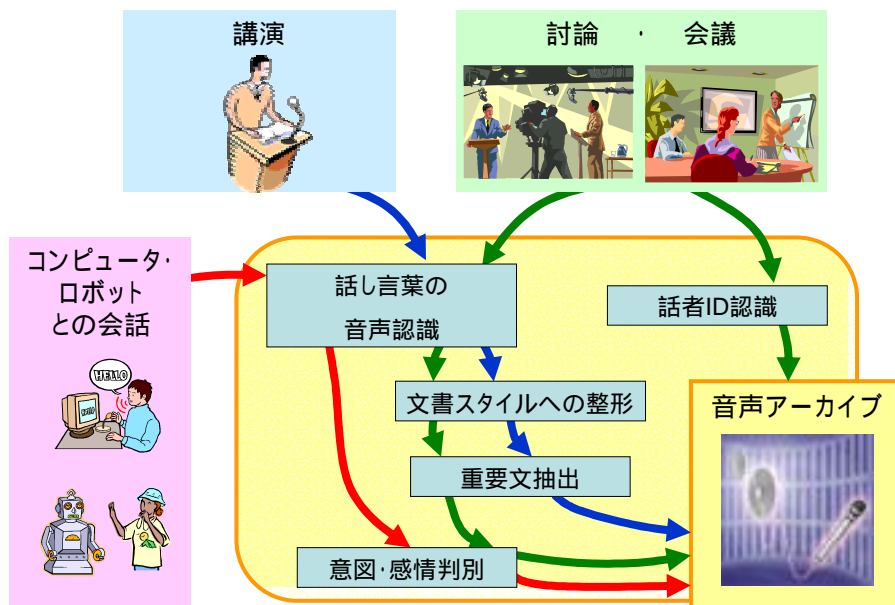 講演
討論 ・ 会議
コンピュータ・
ロボット
との会話
HELLO
HELLO
話し言葉の
音声認識
話者ID認識
文書スタイルへの整形
重要文抽出
意図・感情判別
音声アーカイブ